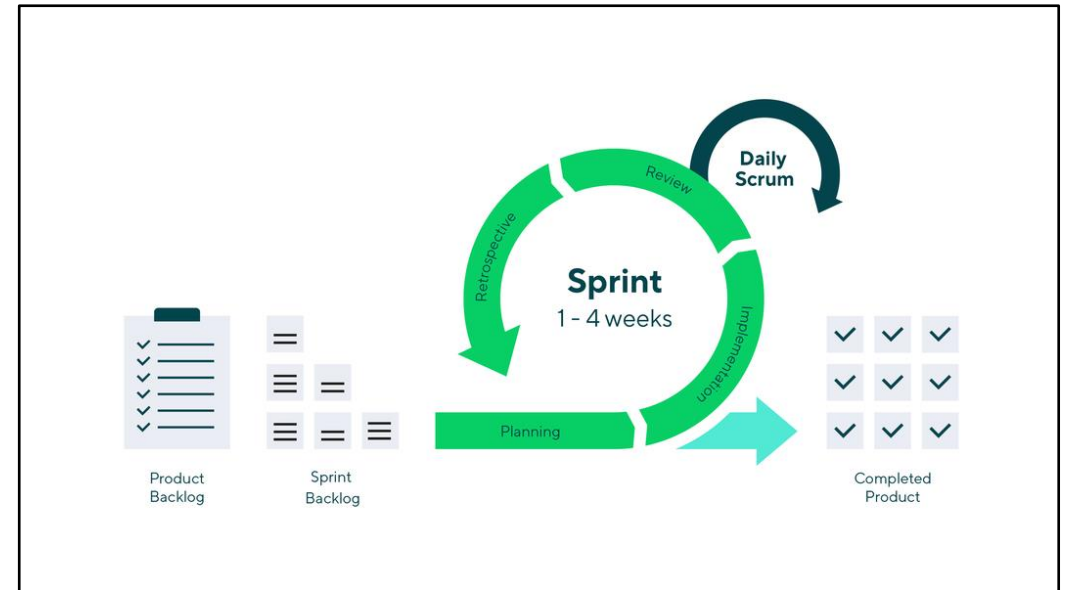 Product
Backlog
Sprint
Backlog
Planning
Implementation
Review
Retrospective
Sprint
1 - 4 weeks
Daily
Scrum
Completed
Product